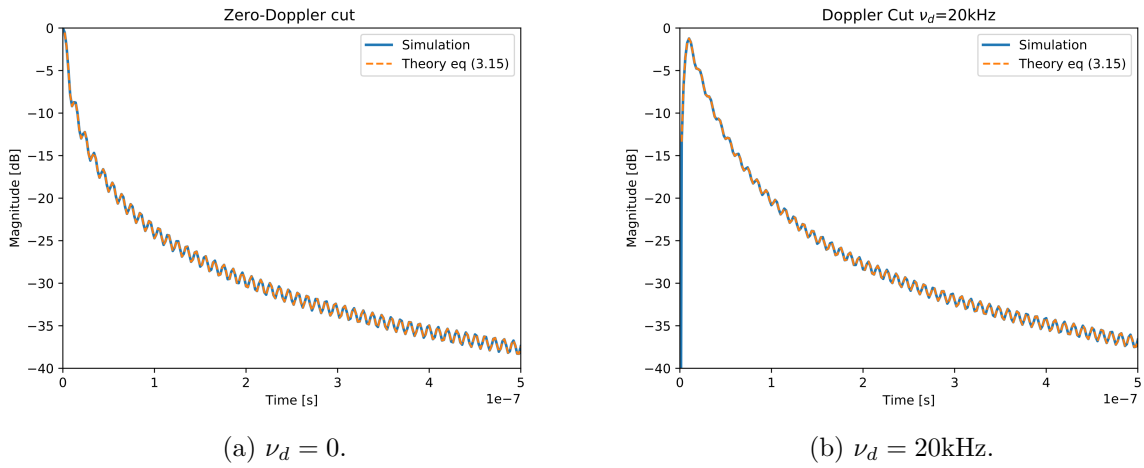 Zero-Doppler cut
Simulation
Theory eq (3.15)
0
−5
−10
−15
−20
−25
−30
−35
−40
Magnitude [dB]
0
1
2
3
4
5
1e-7
Time [s]
(a) ν_d = 0.
Doppler Cut ν_d=20kHz
Simulation
Theory eq (3.15)
0
−5
−10
−15
−20
−25
−30
−35
−40
Magnitude [dB]
0
1
2
3
4
5
1e-7
Time [s]
(b) ν_d = 20kHz.